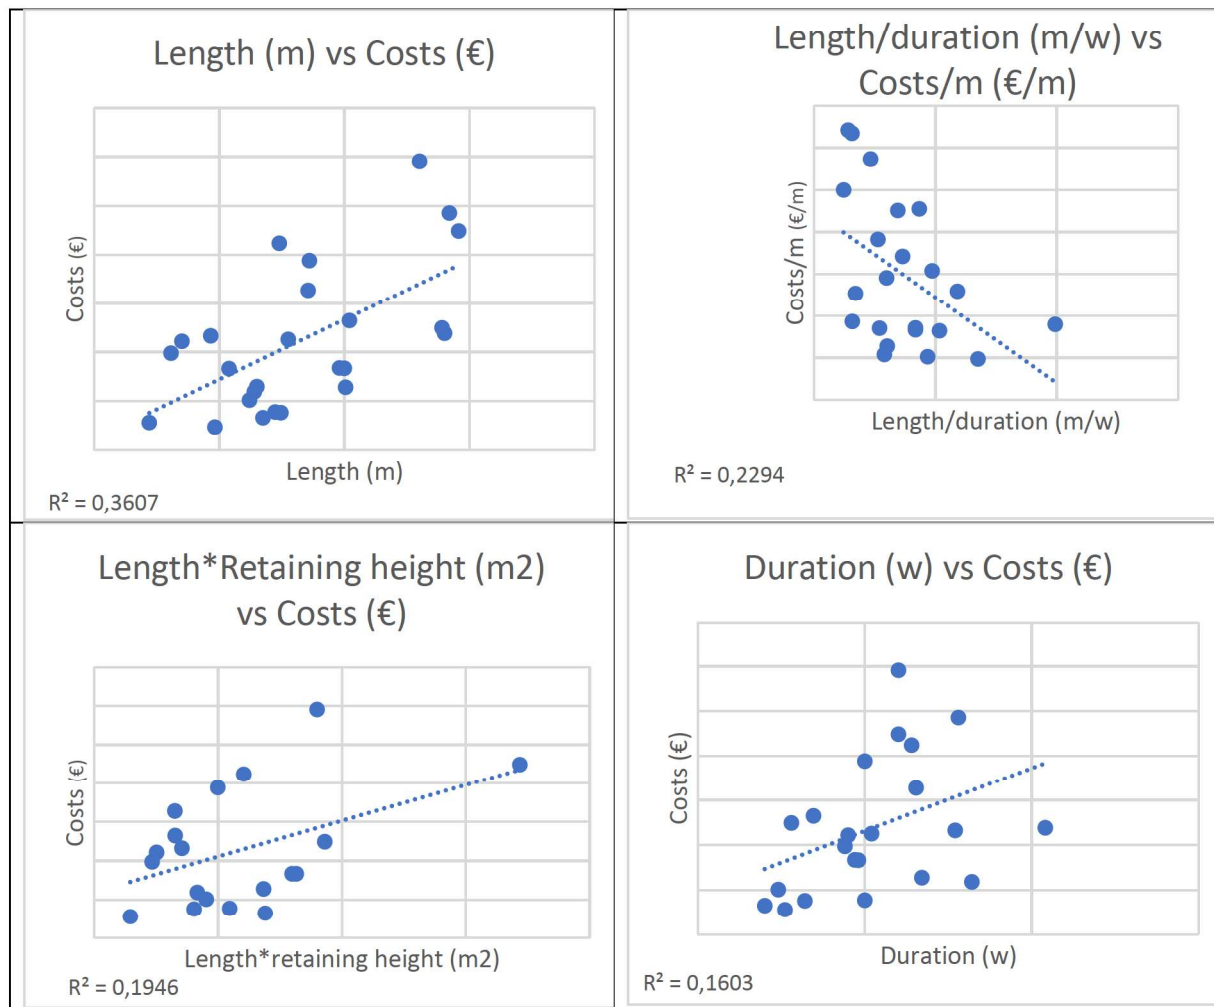 Length (m) vs Costs (€)
Costs (€)
Length (m)
R² = 0,3607
Length/duration (m/w) vs
Costs/m (€/m)
Costs/m (€/m)
Length/duration (m/w)
R² = 0,2294
Length*Retaining height (m2)
vs Costs (€)
Costs (€)
Length*retaining height (m2)
R² = 0,1946
Duration (w) vs Costs (€)
Costs (€)
Duration (w)
R² = 0,1603